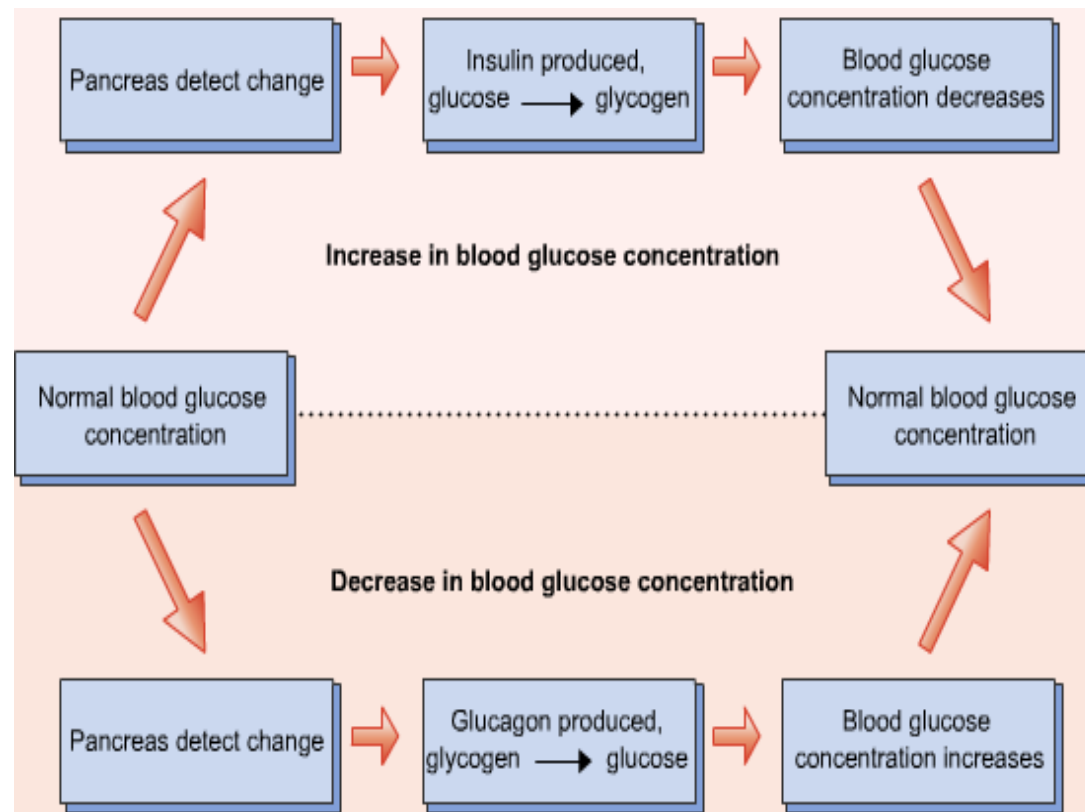 Pancreas detect change
Insulin produced,
glucose → glycogen
Blood glucose
concentration decreases
Increase in blood glucose concentration
Normal blood glucose
concentration
Normal blood glucose
concentration
Decrease in blood glucose concentration
Pancreas detect change
Glucagon produced,
glycogen → glucose
Blood glucose
concentration increases